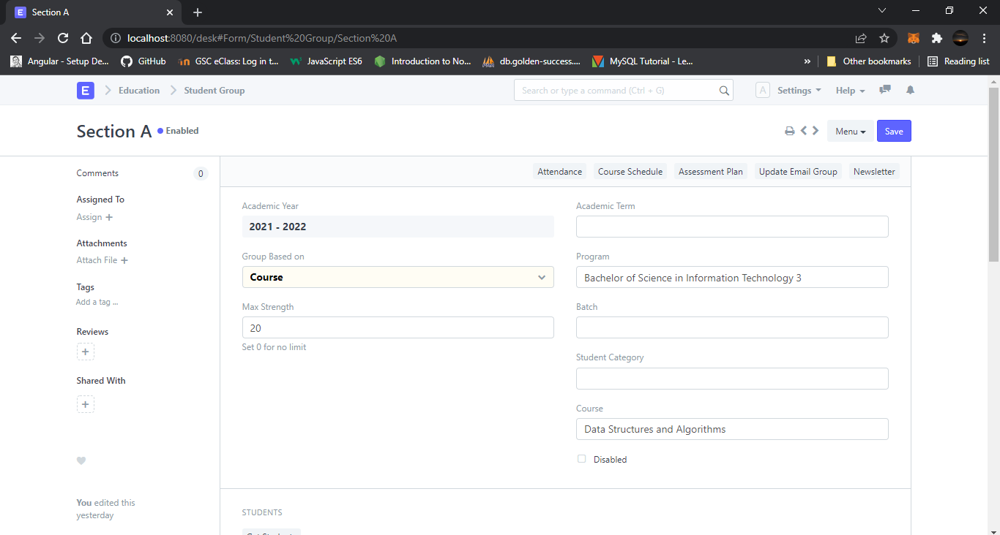 Section A
localhost:8080/desk#Form/Student%20Group/Section%20A
Angular - Setup De... GitHub GSC eClass: Log in t... JavaScript ES6 Introduction to No... db.golden-success.... MySQL Tutorial - Le... » Other bookmarks Reading list
E Education Student Group Search or type a command (Ctrl + G) A Settings Help
Section A Enabled Menu Save
Comments 0
Assigned To
Assign +
Attachments
Attach File +
Tags
Add a tag ...
Reviews
+
Shared With
+
You edited this
yesterday
Attendance Course Schedule Assessment Plan Update Email Group Newsletter
Academic Year
2021 - 2022
Group Based on
Course
Max Strength
20
Set 0 for no limit
Academic Term
Program
Bachelor of Science in Information Technology 3
Batch
Student Category
Course
Data Structures and Algorithms
Disabled
STUDENTS